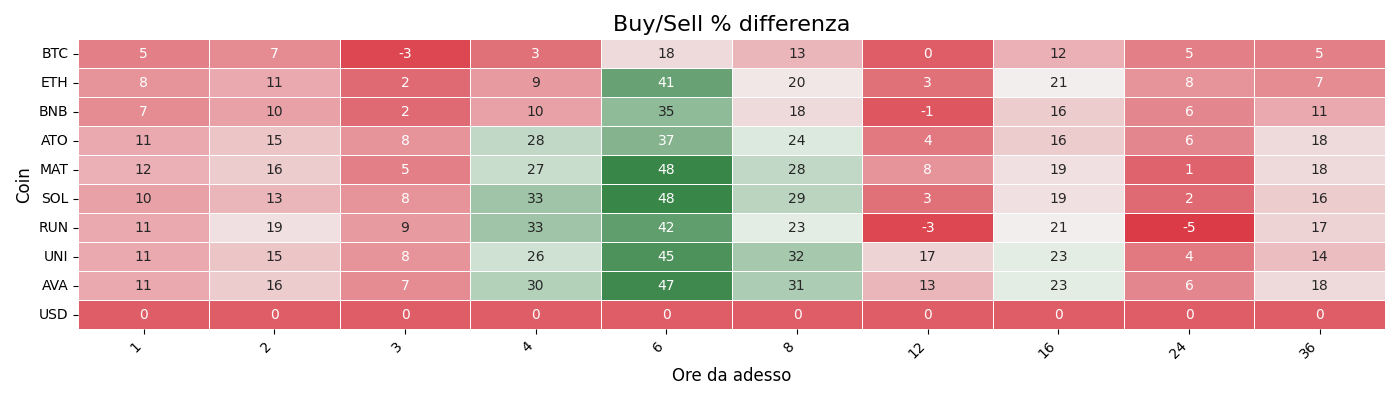 Buy/Sell % differenza
Coin
BTC 5 7 -3 3 18 13 0 12 5 5
ETH 8 11 2 9 41 20 3 21 8 7
BNB 7 10 2 10 35 18 -1 16 6 11
ATO 11 15 8 28 37 24 4 16 6 18
MAT 12 16 5 27 48 28 8 19 1 18
SOL 10 13 8 33 48 29 3 19 2 16
RUN 11 19 9 33 42 23 -3 21 -5 17
UNI 11 15 8 26 45 32 17 23 4 14
AVA 11 16 7 30 47 31 13 23 6 18
USD 0 0 0 0 0 0 0 0 0 0
1 2 3 4 6 8 12 16 24 36
Ore da adesso